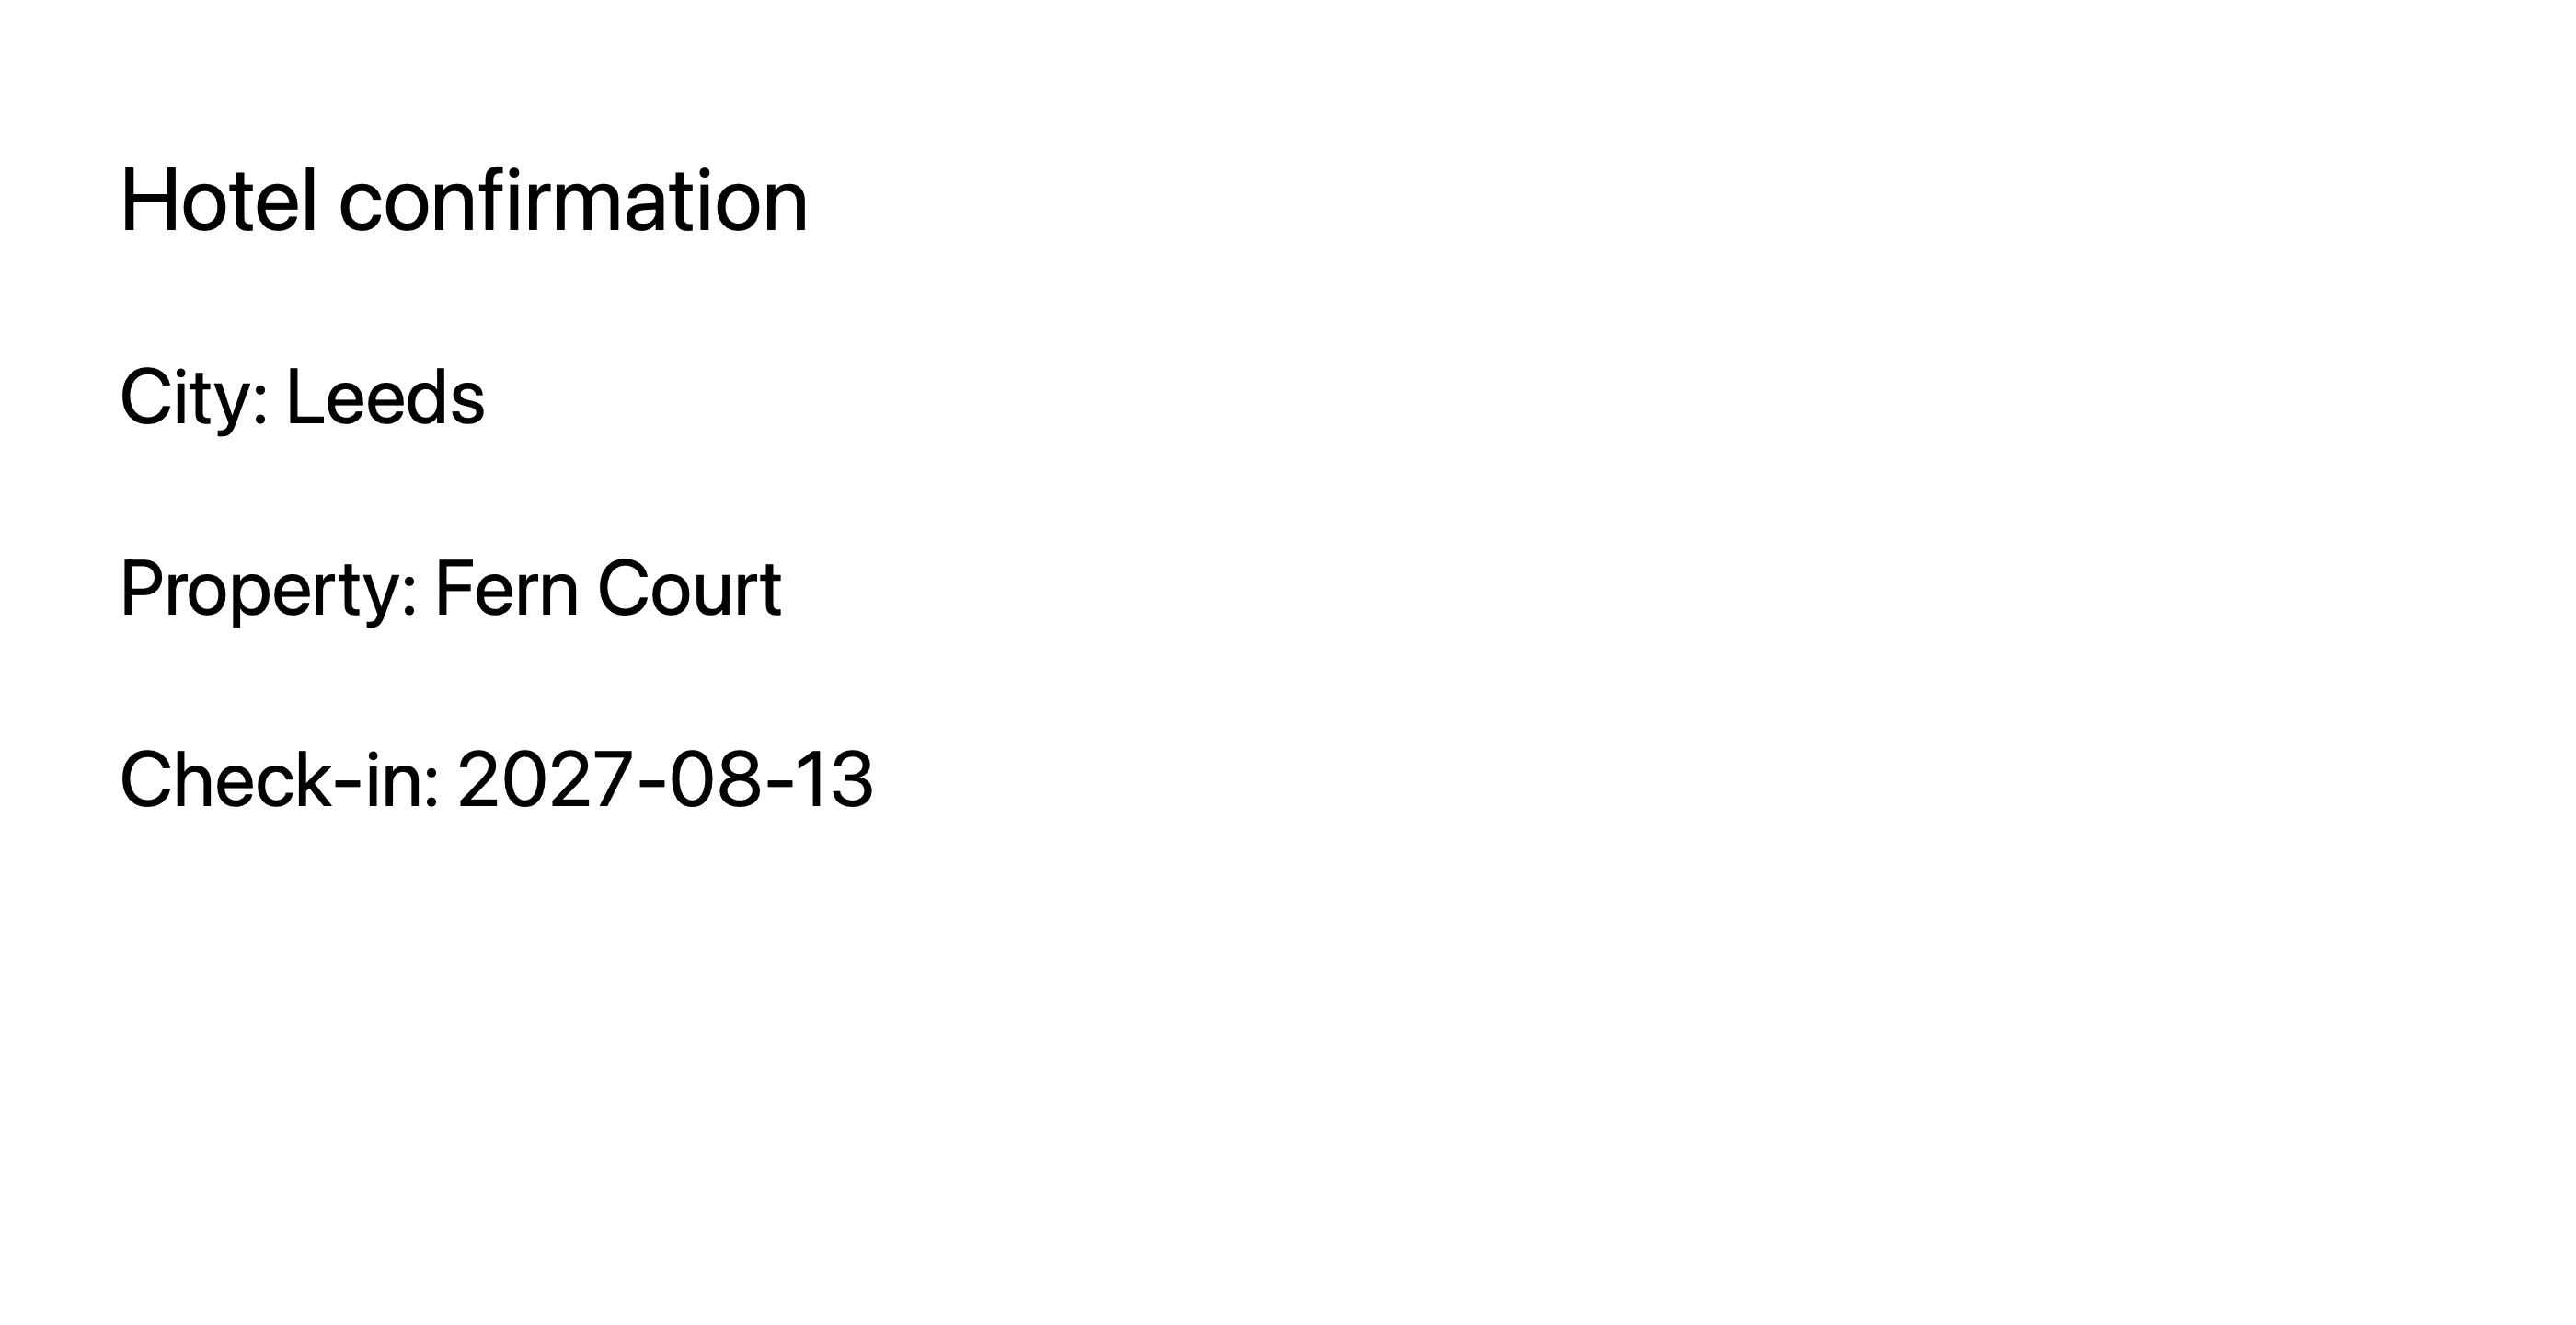 Hotel confirmation
City: Leeds
Property: Fern Court
Check-in: 2027-08-13